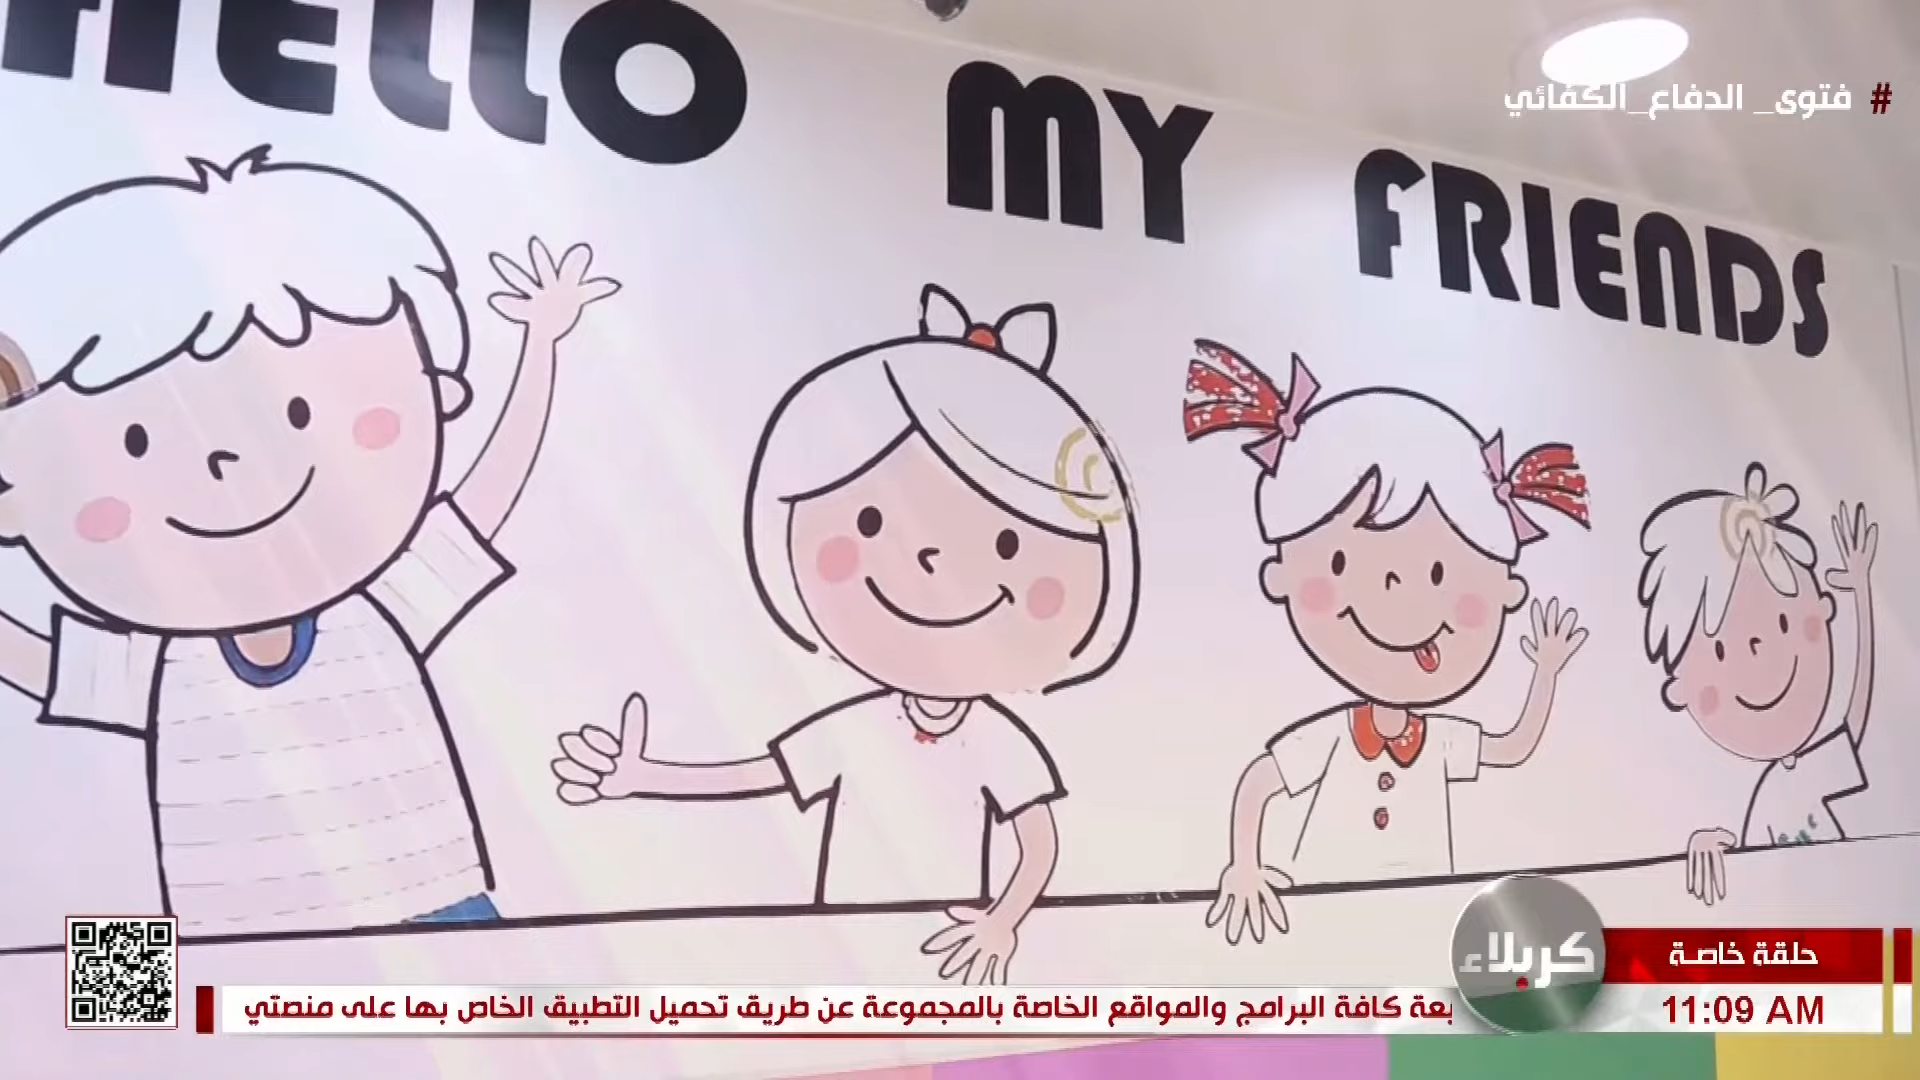 HELLO MY FRIENDS
# فتوى_ الدفاع_الكفائي
كربلاء
حلقة خاصة
11:09 AM
كافة البرامج والمواقع الخاصة بالمجموعة عن طريق تحميل التطبيق الخاص بها على منصتي